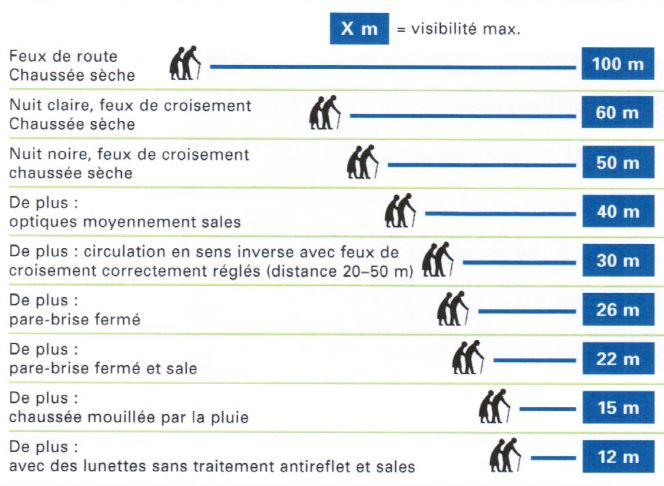 X m = visibilité max.
Feux de route
Chaussée sèche
100 m
Nuit claire, feux de croisement
Chaussée sèche
60 m
Nuit noire, feux de croisement
chaussée sèche
50 m
De plus :
optiques moyennement sales
40 m
De plus : circulation en sens inverse avec feux de
croisement correctement réglés (distance 20–50 m)
30 m
De plus :
pare-brise fermé
26 m
De plus :
pare-brise fermé et sale
22 m
De plus :
chaussée mouillée par la pluie
15 m
De plus :
avec des lunettes sans traitement antireflet et sales
12 m